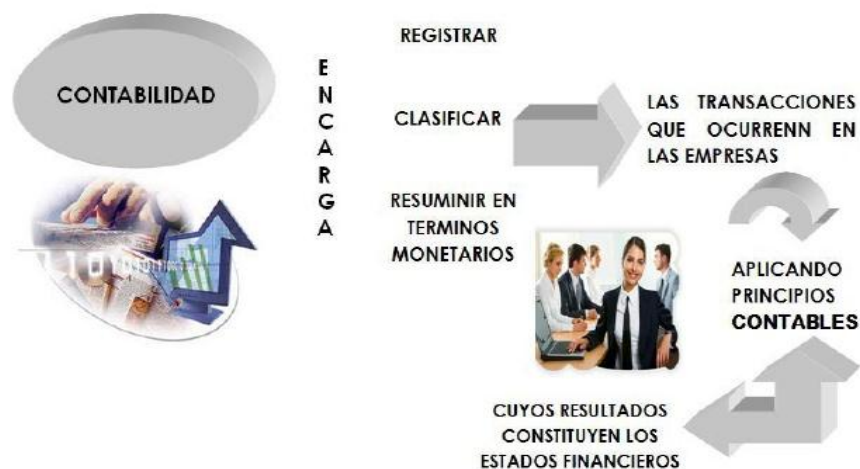 CONTABILIDAD
ENCARGA
REGISTRAR
CLASIFICAR
RESUMINIR EN
TERMINOS
MONETARIOS
LAS TRANSACCIONES
QUE OCURRENN EN
LAS EMPRESAS
APLICANDO
PRINCIPIOS
CONTABLES
CUYOS RESULTADOS
CONSTITUYEN LOS
ESTADOS FINANCIEROS